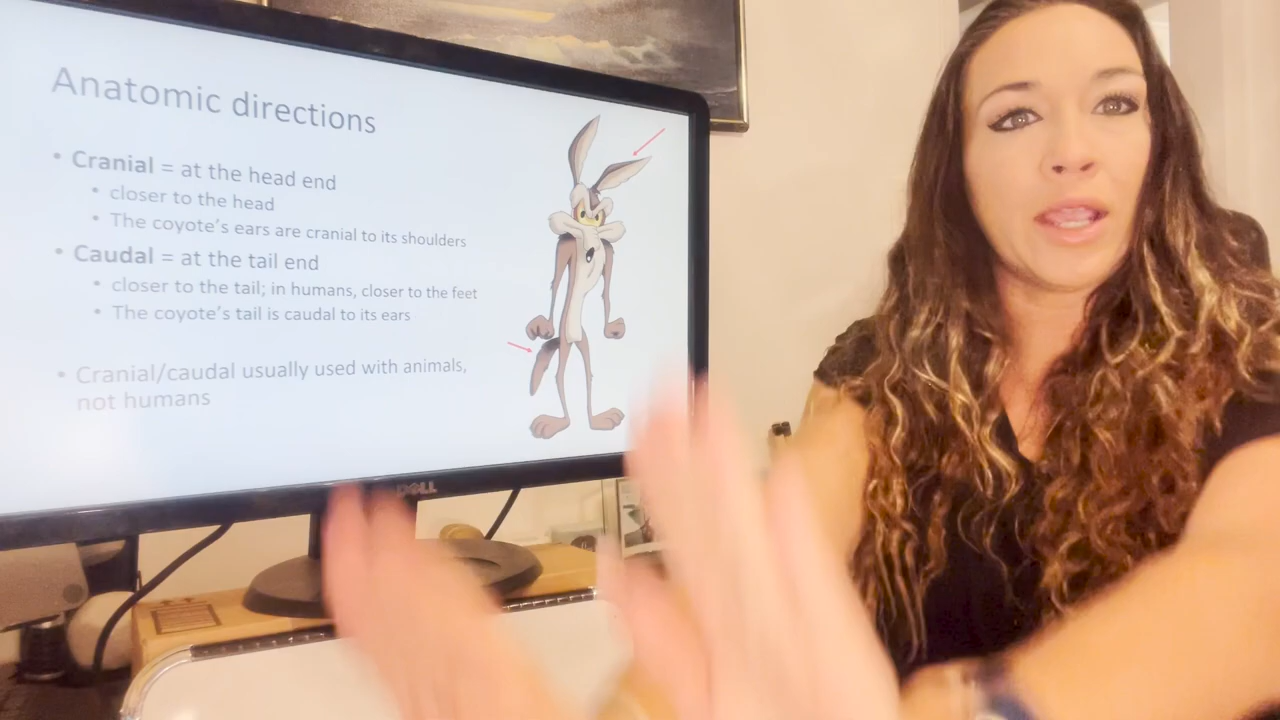 Anatomic directions
• Cranial = at the head end
• closer to the head
• The coyote's ears are cranial to its shoulders
• Caudal = at the tail end
• closer to the tail; in humans, closer to the feet
• The coyote's tail is caudal to its ears
• Cranial/caudal usually used with animals,
not humans
DELL